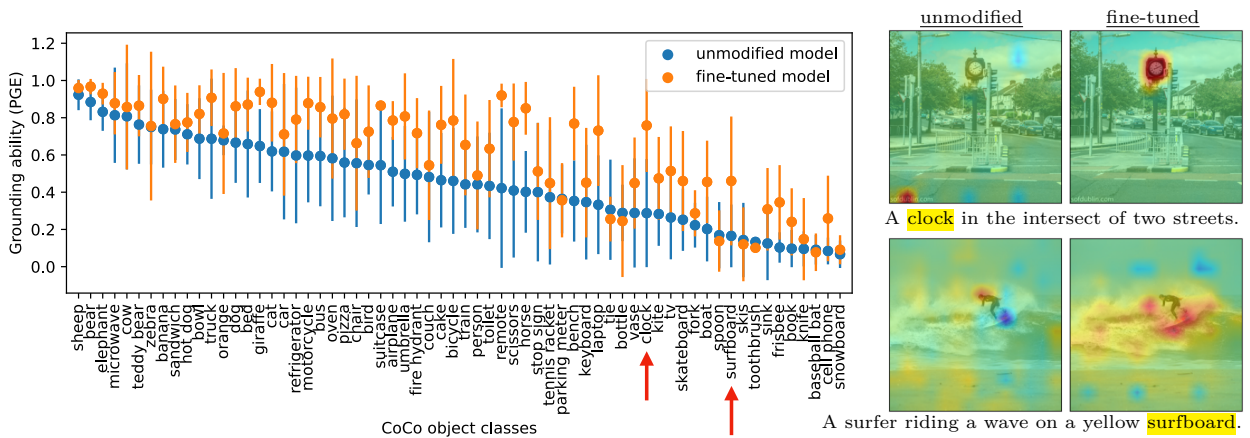 unmodified
fine-tuned
Grounding ability (PGE)
1.2
1.0
0.8
0.6
0.4
0.2
0.0
unmodified model
fine-tuned model
sheep
bear
elephant
microwave
cow
teddy bear
zebra
banana
sandwich
hot dog
bowl
truck
orange
dog
bed
giraffe
cat
car
refrigerator
motorcycle
bus
oven
pizza
chair
bird
suitcase
airplane
umbrella
fire hydrant
couch
cake
bicycle
train
person
toilet
remote
scissors
horse
stop sign
tennis racket
parking meter
bench
keyboard
laptop
tie
bottle
vase
clock
kite
tv
skateboard
fork
boat
spoon
surfboard
skis
toothbrush
sink
frisbee
book
knife
baseball bat
cell phone
snowboard
CoCo object classes
A clock in the intersect of two streets.
A surfer riding a wave on a yellow surfboard.